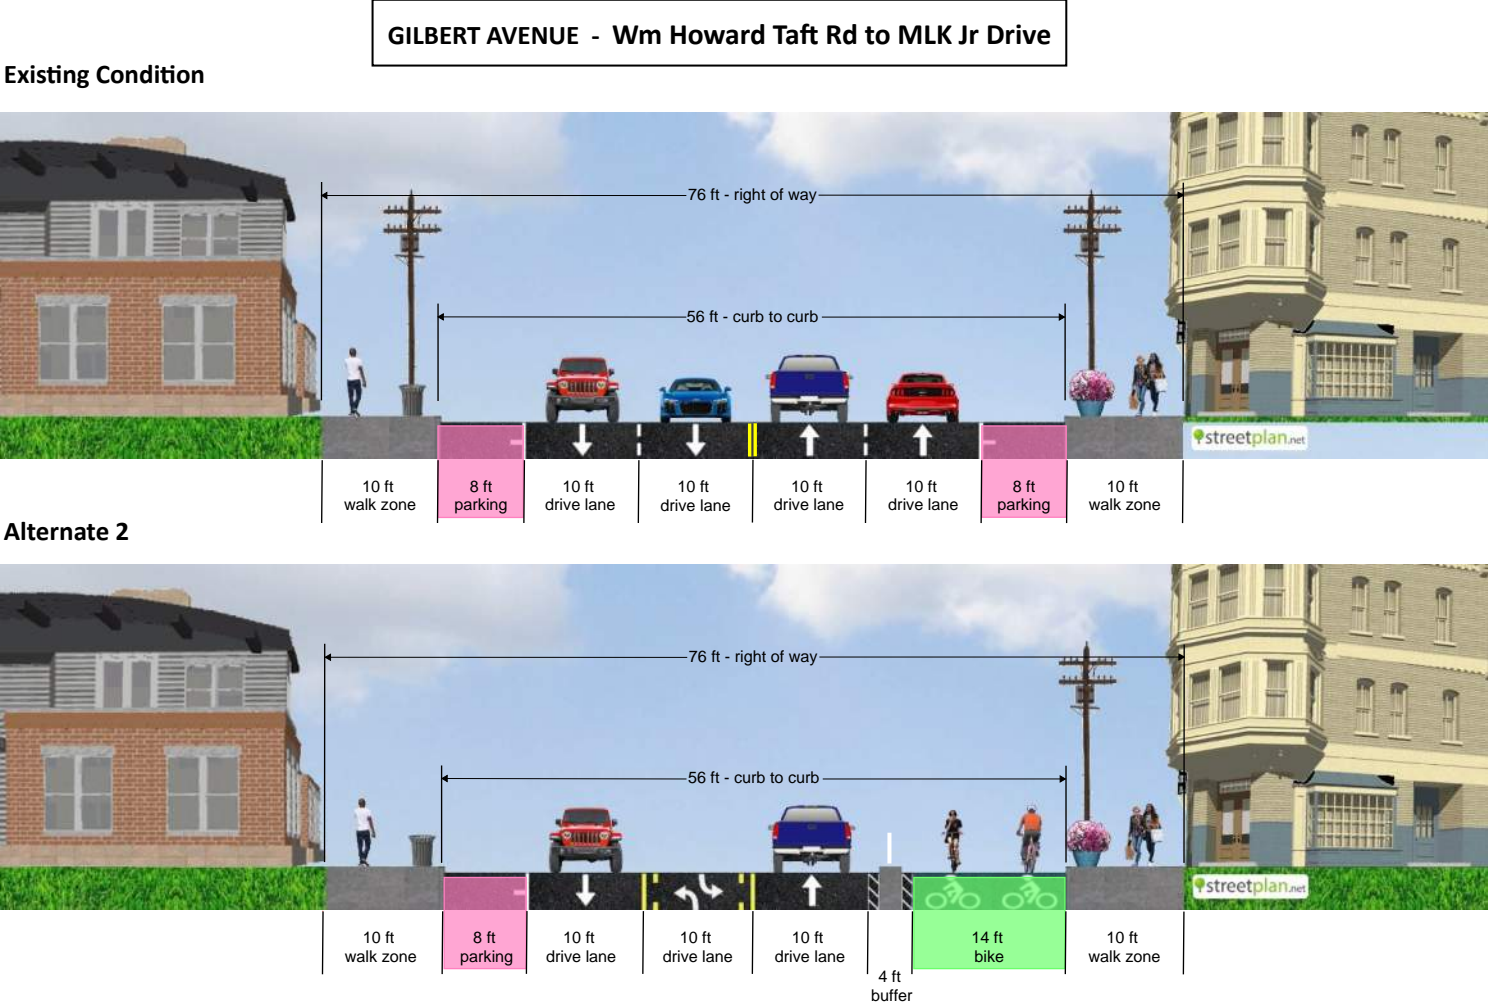 GILBERT AVENUE - Wm Howard Taft Rd to MLK Jr Drive
Existing Condition
76 ft - right of way
56 ft - curb to curb
streetplan.net
10 ft
walk zone
8 ft
parking
10 ft
drive lane
10 ft
drive lane
10 ft
drive lane
10 ft
drive lane
8 ft
parking
10 ft
walk zone
Alternate 2
76 ft - right of way
56 ft - curb to curb
streetplan.net
10 ft
walk zone
8 ft
parking
10 ft
drive lane
10 ft
drive lane
10 ft
drive lane
4 ft
buffer
14 ft
bike
10 ft
walk zone